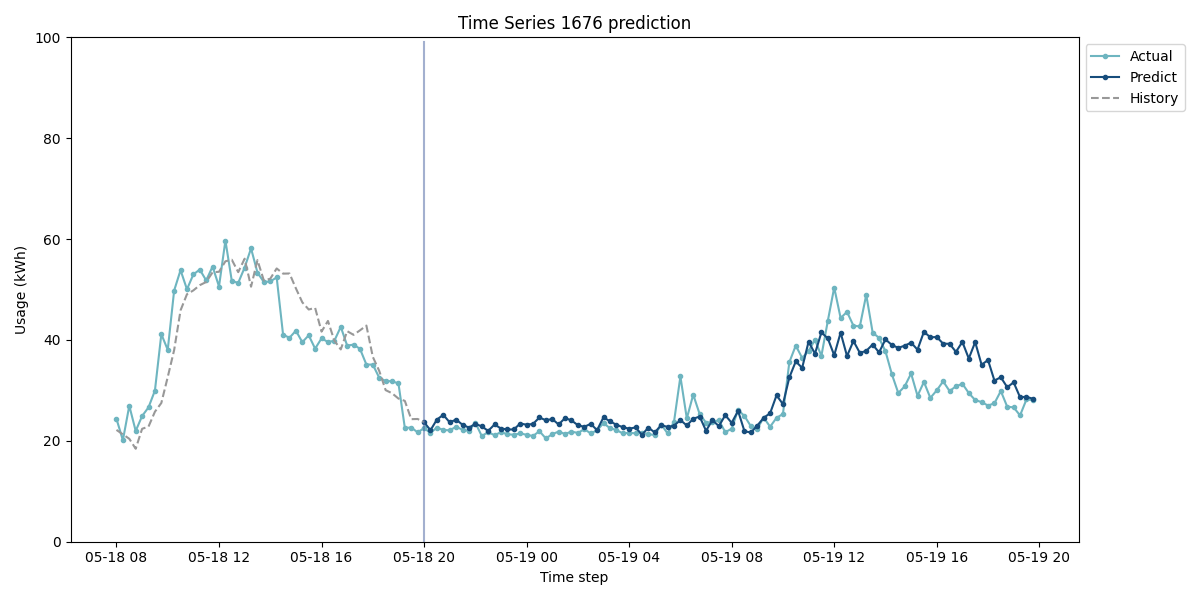 Time Series 1676 prediction
100
80
60
40
20
0
Usage (kWh)
05-18 08
05-18 12
05-18 16
05-18 20
05-19 00
05-19 04
05-19 08
05-19 12
05-19 16
05-19 20
Time step
Actual
Predict
History